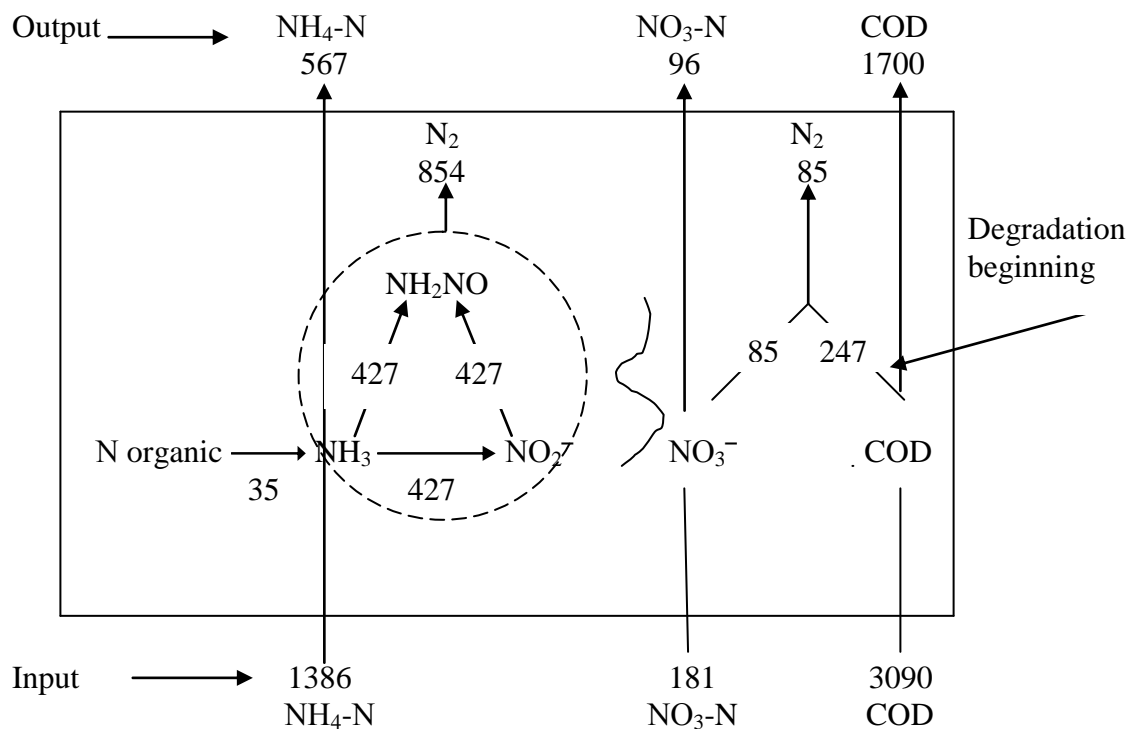 Output NH₄-N NO₃-N COD
567 96 1700
N₂ N₂
854 85
Degradation
beginning
NH₂NO
85 247
427 427
N organic NH₃ NO₂⁻ NO₃⁻ . COD
35 427
Input 1386 181 3090
NH₄-N NO₃-N COD